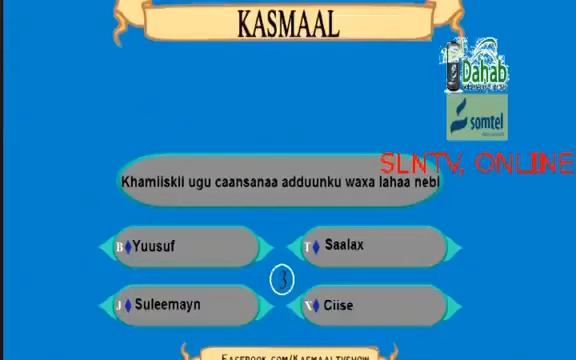 KASMAAL
Dahab
somtel
SLNTV, ONLINE
Khamiiskii ugu caansanaa adduunku waxa lahaa nebi
B Yuusuf
T Saalax
3
J Suleemayn
X Ciise
FACEBOOK.COM/KASMAALTVSHOW